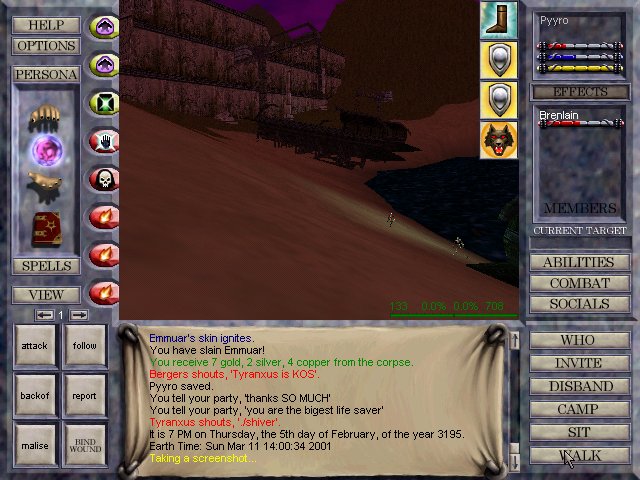 HELP
OPTIONS
PERSONA
SPELLS
VIEW
1
attack
follow
backof
report
malise
BIND
WOUND
133 0.0% 0.0% 708
Pyyro
EFFECTS
Brenlain
MEMBERS
CURRENT TARGET
ABILITIES
COMBAT
SOCIALS
WHO
INVITE
DISBAND
CAMP
SIT
WALK
Emmuar's skin ignites.
You have slain Emmuar!
You receive 7 gold, 2 silver, 4 copper from the corpse.
Bergers shouts, 'Tyranxus is KOS'.
Pyyro saved.
You tell your party, 'thanks SO MUCH'
You tell your party, 'you are the bigest life saver'
Tyranxus shouts, './shiver'.
It is 7 PM on Thursday, the 5th day of February, of the year 3195.
Earth Time: Sun Mar 11 14:00:34 2001
Taking a screenshot...